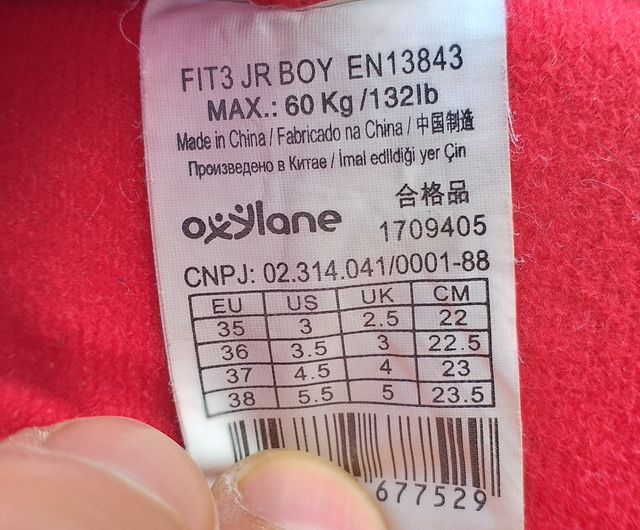 FIT3 JR BOY EN13843
MAX.: 60 Kg /132lb
Made in China / Fabricado na China / 中国制造
Произведено в Китае / İmal edildiği yer Çin
oxylane
合格品
1709405
CNPJ: 02.314.041/0001-88
EU US UK CM
35 3 2.5 22
36 3.5 3 22.5
37 4.5 4 23
38 5.5 5 23.5
677529